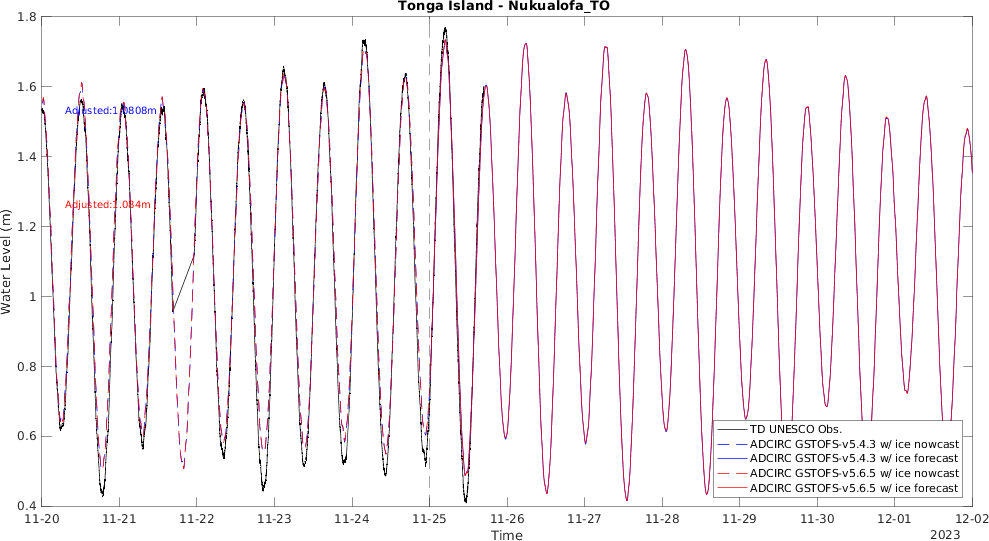 Tonga Island - Nukualofa_TO
1.8
1.6
1.4
1.2
1
0.8
0.6
0.4
Water Level (m)
Adjusted:1.0808m
Adjusted:1.084m
TD UNESCO Obs.
ADCIRC GSTOFS-v5.4.3 w/ ice nowcast
ADCIRC GSTOFS-v5.4.3 w/ ice forecast
ADCIRC GSTOFS-v5.6.5 w/ ice nowcast
ADCIRC GSTOFS-v5.6.5 w/ ice forecast
11-20 11-21 11-22 11-23 11-24 11-25 11-26 11-27 11-28 11-29 11-30 12-01 12-02
Time
2023